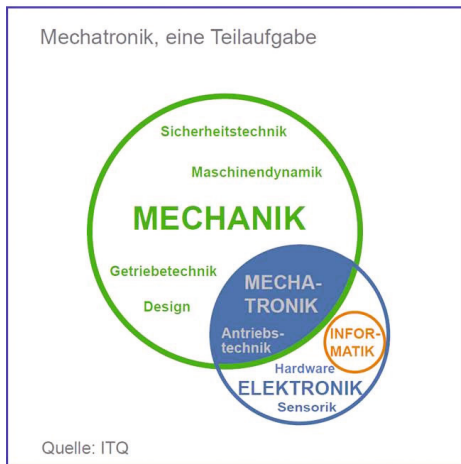 Mechatronik, eine Teilaufgabe
Sicherheitstechnik
Maschinendynamik
MECHANIK
Getriebetechnik
Design
MECHA-
TRONIK
Antriebs-
technik
INFOR-
MATIK
Hardware
ELEKTRONIK
Sensorik
Quelle: ITQ